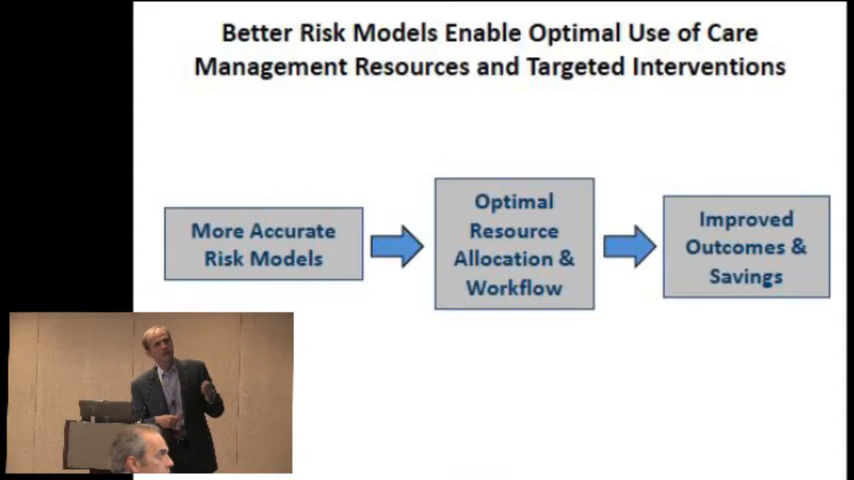 Better Risk Models Enable Optimal Use of Care
Management Resources and Targeted Interventions
More Accurate
Risk Models
Optimal
Resource
Allocation &
Workflow
Improved
Outcomes &
Savings